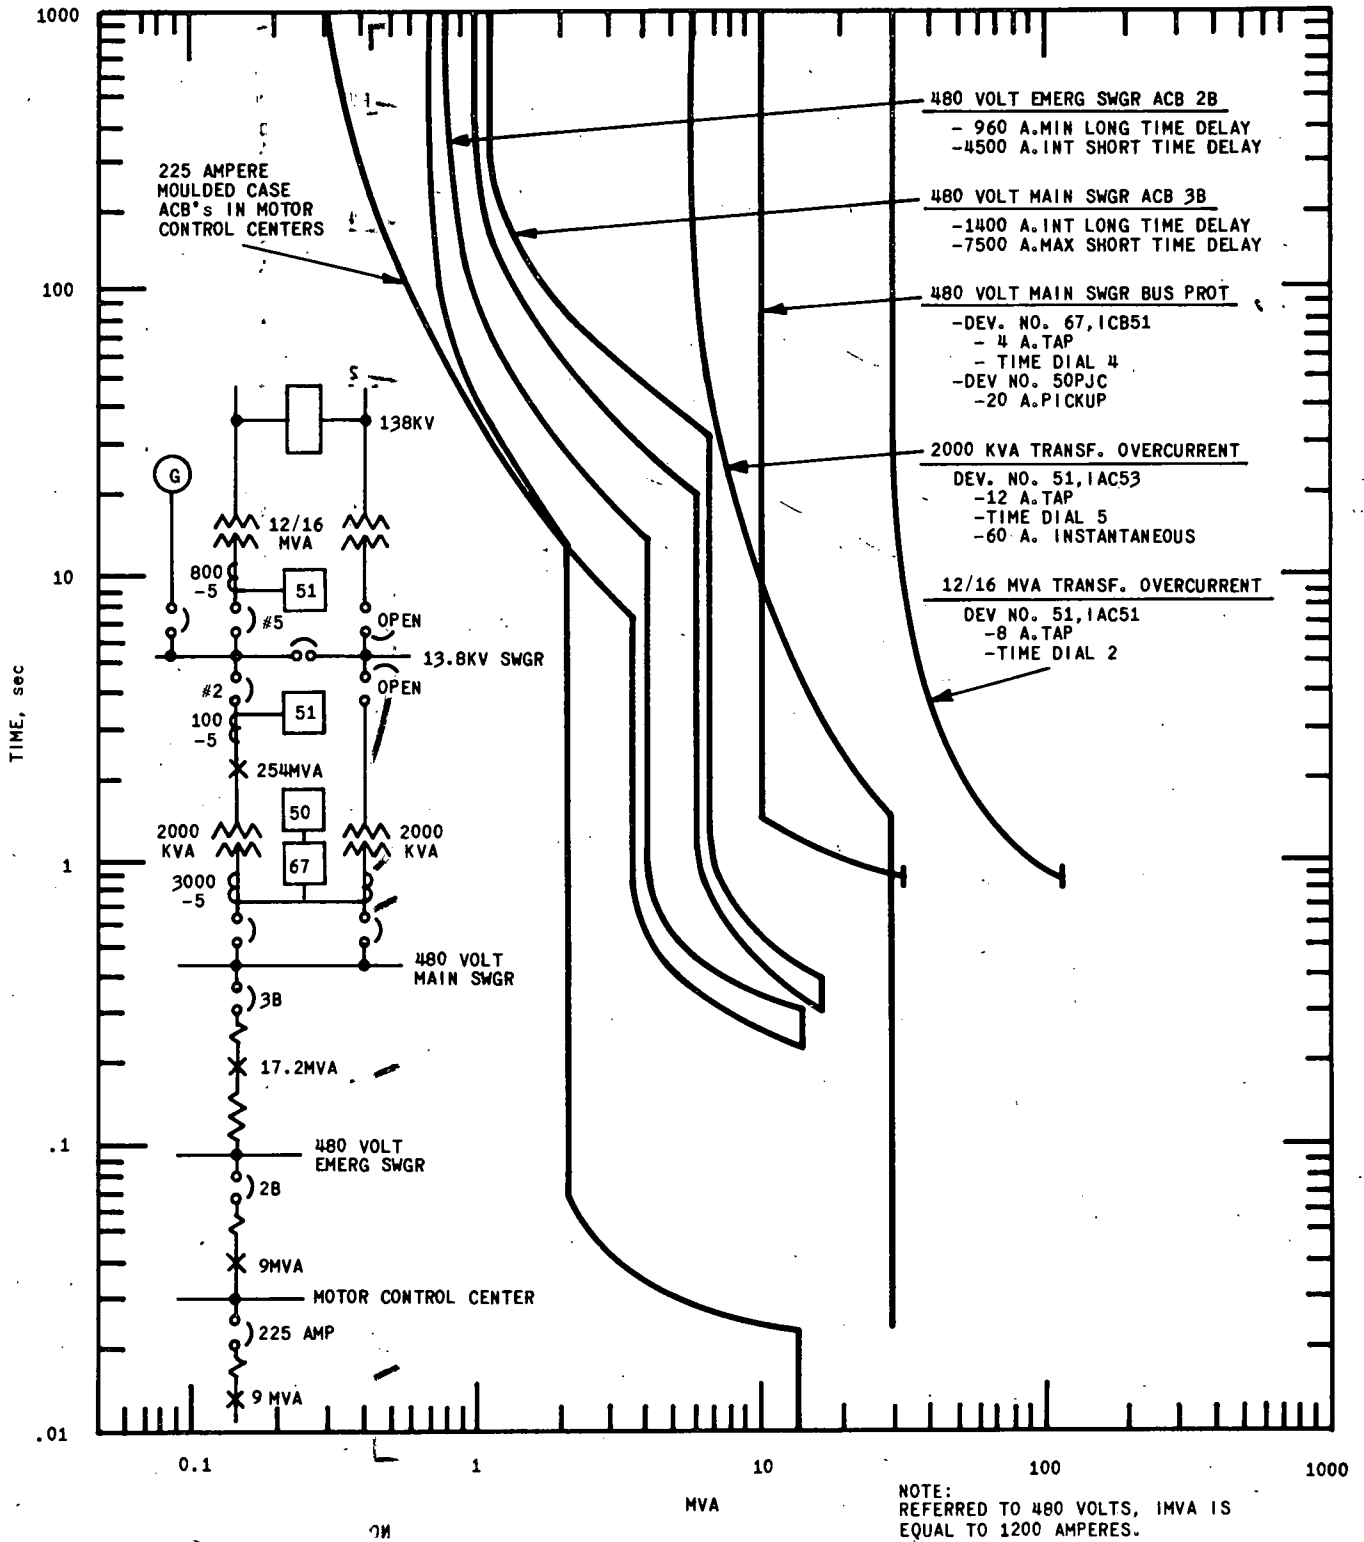 1000
100
10
1
.1
.01
TIME, sec
0.1
1
10
100
1000
MVA
225 AMPERE
MOULDED CASE
ACB's IN MOTOR
CONTROL CENTERS
480 VOLT EMERG SWGR ACB 2B
- 960 A.MIN LONG TIME DELAY
-4500 A.INT SHORT TIME DELAY
480 VOLT MAIN SWGR ACB 3B
-1400 A.INT LONG TIME DELAY
-7500 A.MAX SHORT TIME DELAY
480 VOLT MAIN SWGR BUS PROT
-DEV. NO. 67,ICB51
- 4 A.TAP
- TIME DIAL 4
-DEV NO. 50PJC
-20 A.PICKUP
2000 KVA TRANSF. OVERCURRENT
DEV. NO. 51,IAC53
-12 A.TAP
-TIME DIAL 5
-60 A. INSTANTANEOUS
12/16 MVA TRANSF. OVERCURRENT
DEV NO. 51,IAC51
-8 A.TAP
-TIME DIAL 2
S
138KV
G
12/16
MVA
800
-5
51
#5
OPEN
13.8KV SWGR
#2
OPEN
100
-5
51
254MVA
50
2000
KVA
2000
KVA
67
3000
-5
480 VOLT
MAIN SWGR
3B
17.2MVA
480 VOLT
EMERG SWGR
2B
9MVA
MOTOR CONTROL CENTER
225 AMP
9 MVA
NOTE:
REFERRED TO 480 VOLTS, IMVA IS
EQUAL TO 1200 AMPERES.